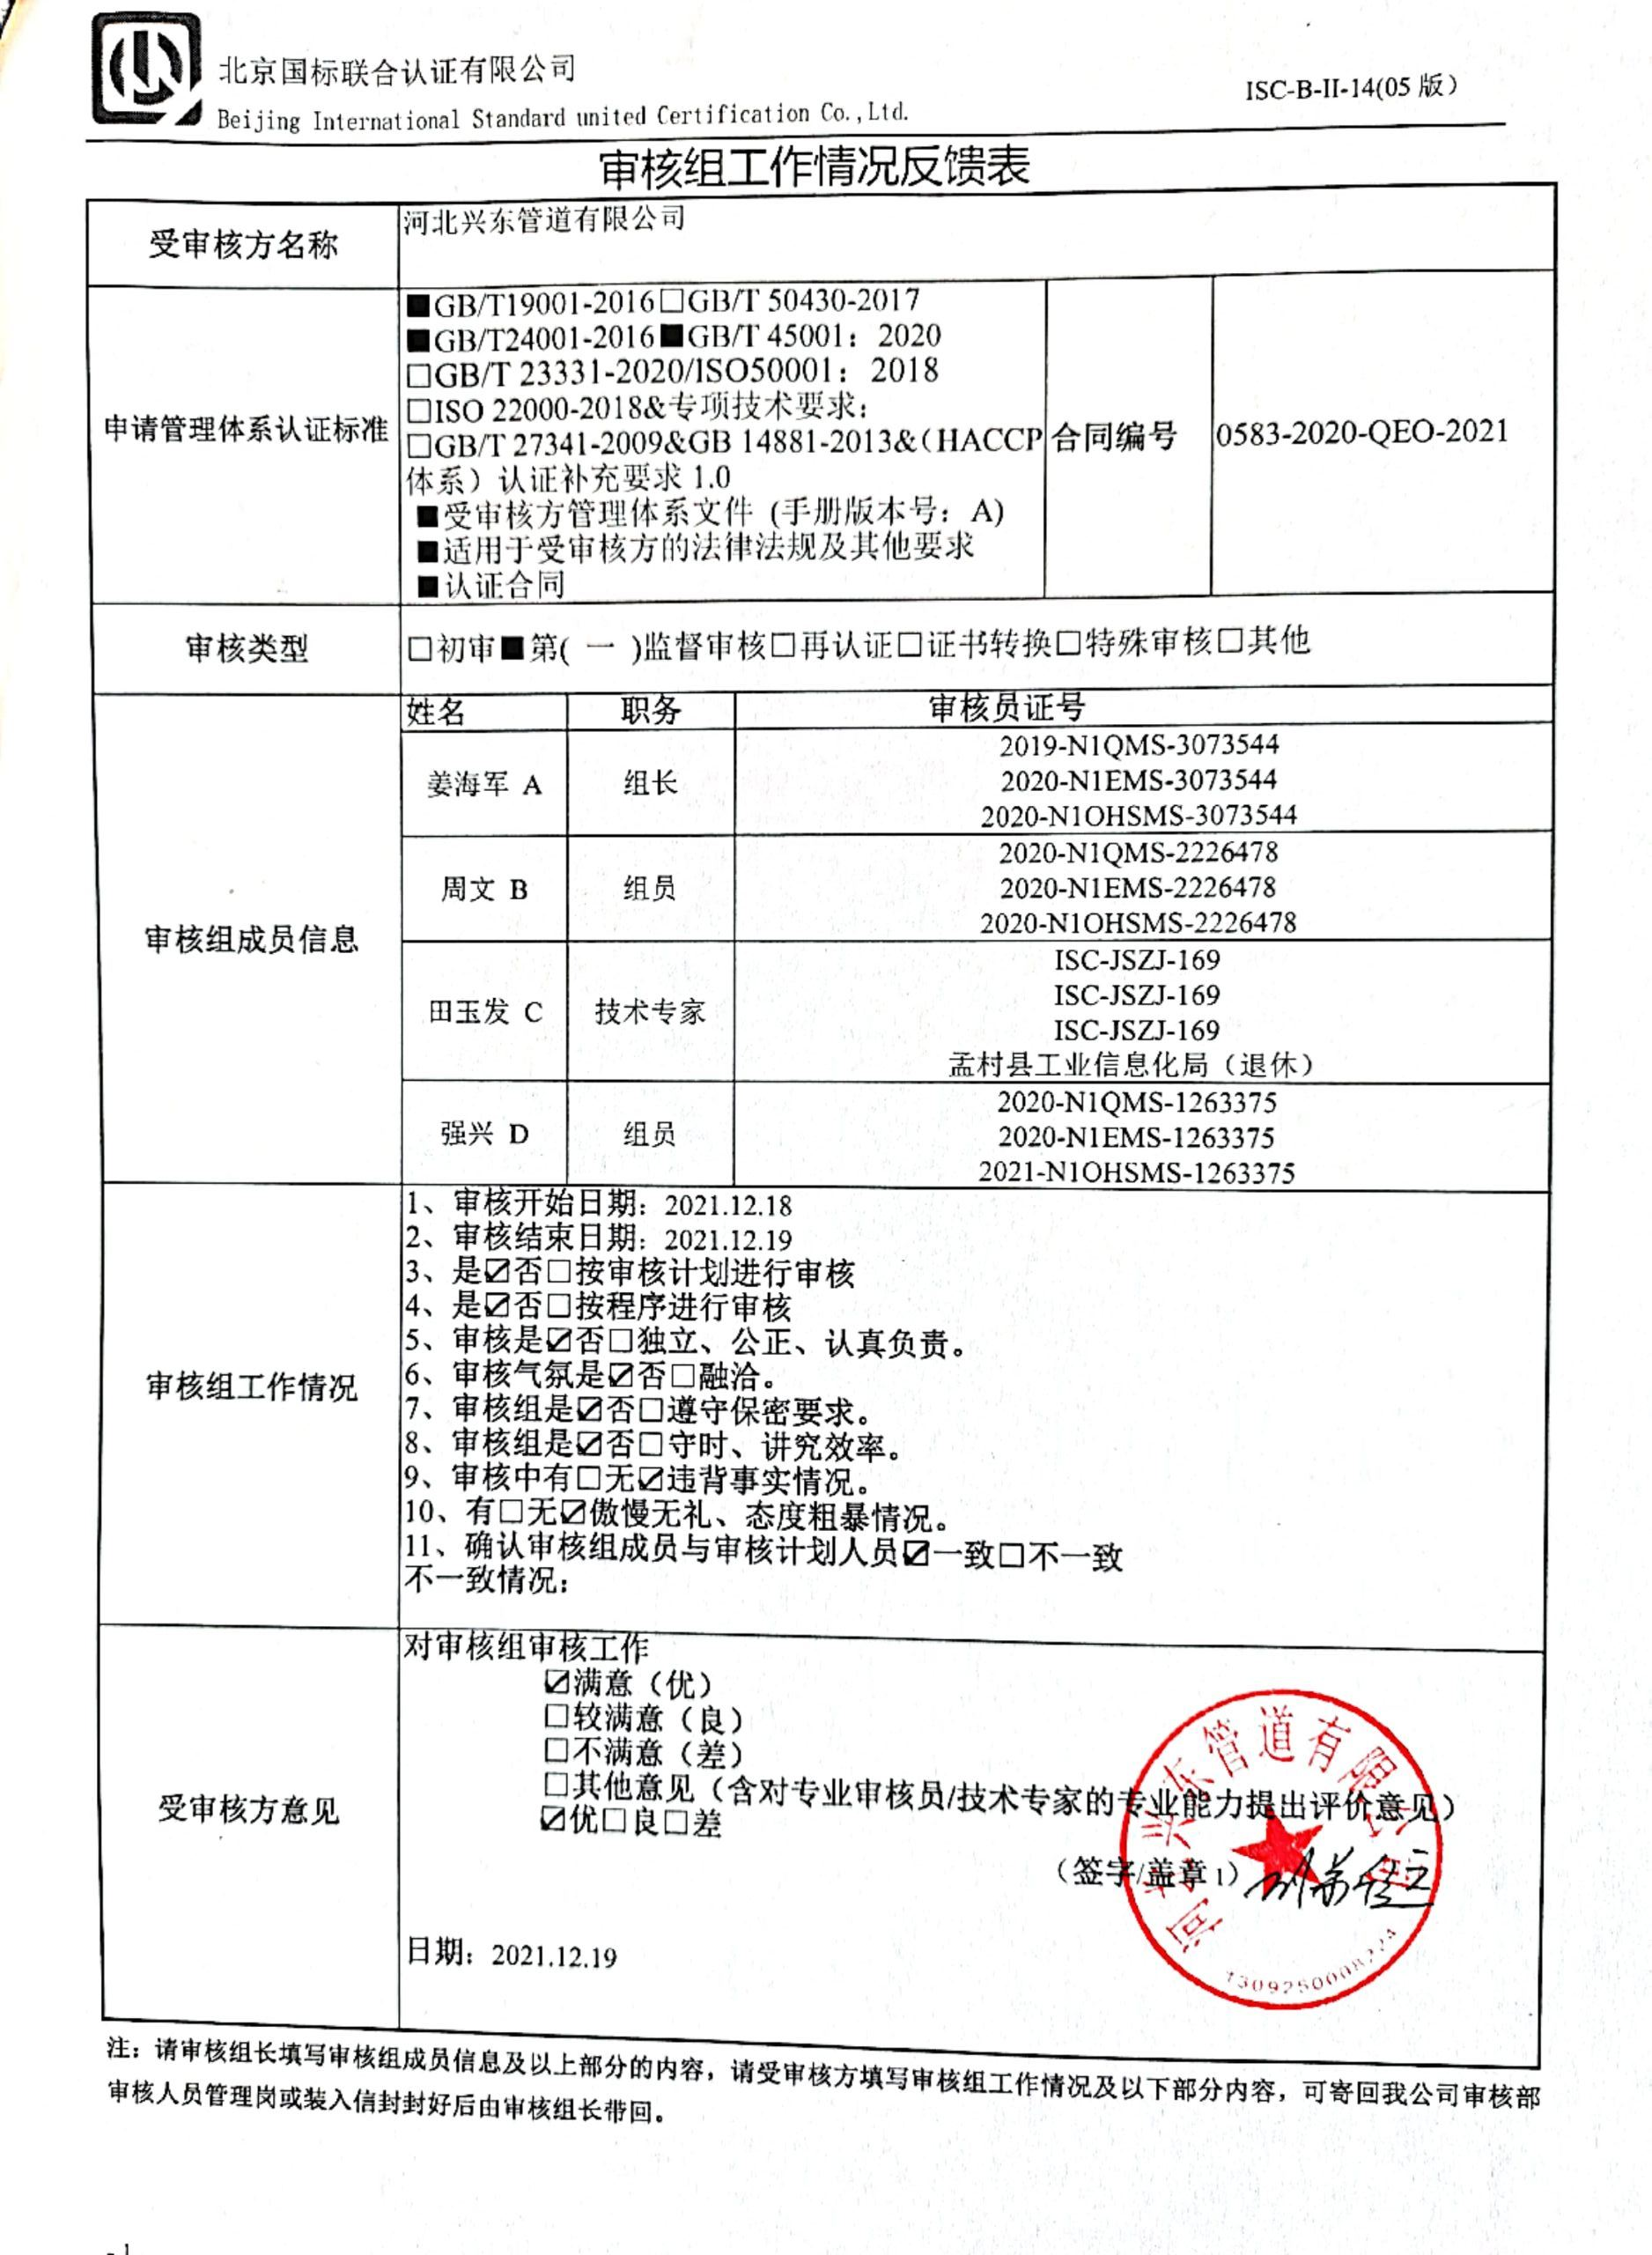 北京国标联合认证有限公司
Beijing International Standard united Certification Co.,Ltd.
ISC-B-II-14(05 版)
审核组工作情况反馈表
受审核方名称
河北兴东管道有限公司
申请管理体系认证标准
■GB/T19001-2016□GB/T 50430-2017
■GB/T24001-2016■GB/T 45001：2020
□GB/T 23331-2020/ISO50001：2018
□ISO 22000-2018&专项技术要求：
□GB/T 27341-2009&GB 14881-2013&（HACCP
体系）认证补充要求 1.0
■受审核方管理体系文件 (手册版本号：A)
■适用于受审核方的法律法规及其他要求
■认证合同
合同编号
0583-2020-QEO-2021
审核类型
□初审■第( 一 )监督审核□再认证□证书转换□特殊审核□其他
审核组成员信息
姓名 职务 审核员证号
姜海军 A 组长
2019-N1QMS-3073544
2020-N1EMS-3073544
2020-N1OHSMS-3073544
周文 B 组员
2020-N1QMS-2226478
2020-N1EMS-2226478
2020-N1OHSMS-2226478
田玉发 C 技术专家
ISC-JSZJ-169
ISC-JSZJ-169
ISC-JSZJ-169
孟村县工业信息化局（退休）
强兴 D 组员
2020-N1QMS-1263375
2020-N1EMS-1263375
2021-N1OHSMS-1263375
审核组工作情况
1、审核开始日期：2021.12.18
2、审核结束日期：2021.12.19
3、是☑否□按审核计划进行审核
4、是☑否□按程序进行审核
5、审核是☑否□独立、公正、认真负责。
6、审核气氛是☑否□融洽。
7、审核组是☑否□遵守保密要求。
8、审核组是☑否□守时、讲究效率。
9、审核中有□无☑违背事实情况。
10、有□无☑傲慢无礼、态度粗暴情况。
11、确认审核组成员与审核计划人员☑一致□不一致
不一致情况：
受审核方意见
对审核组审核工作
☑满意（优）
□较满意（良）
□不满意（差）
□其他意见（含对专业审核员/技术专家的专业能力提出评价意见）
☑优□良□差
（签字/盖章1）
河北兴东管道有限公司
日期：2021.12.19
注：请审核组长填写审核组成员信息及以上部分的内容，请受审核方填写审核组工作情况及以下部分内容，可寄回我公司审核部
审核人员管理岗或装入信封封好后由审核组长带回。
- 1